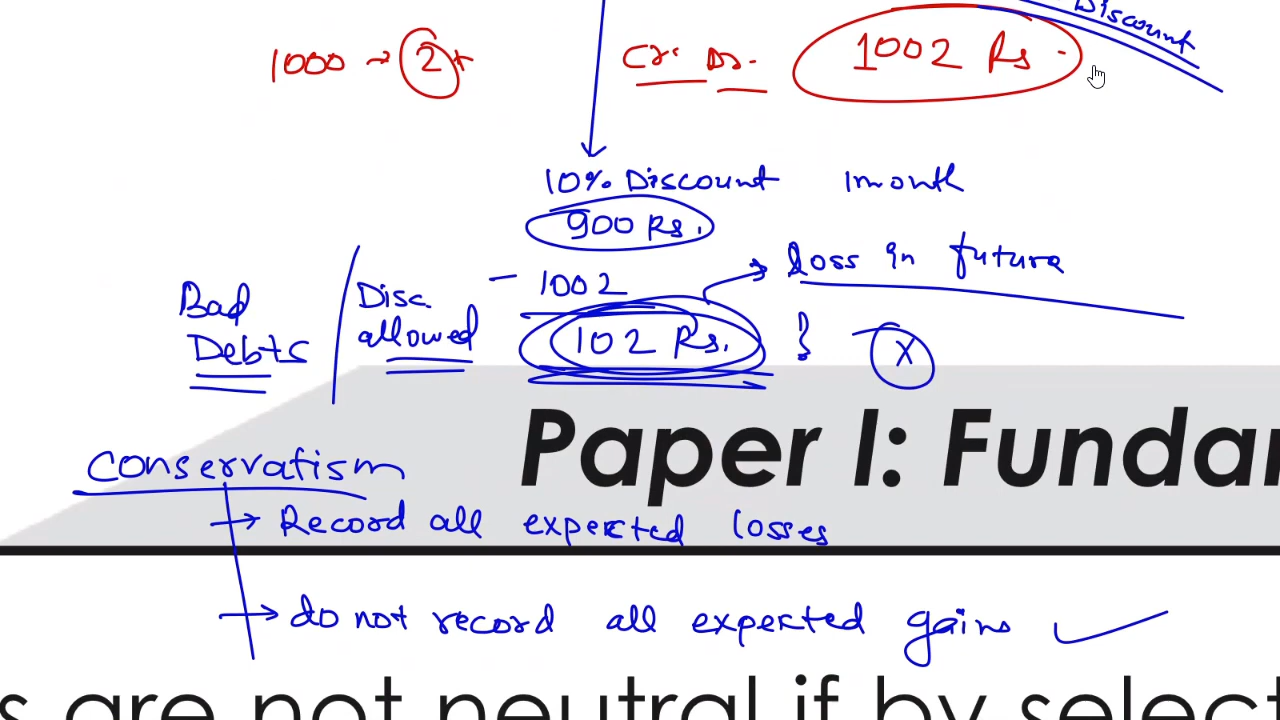 Discount
1000 → 2+ Cr. Dr. 1002 Rs
10% Discount 1 month
900 Rs.
- 1002
loss in future
Bad
Debts
Disc.
allowed
102 Rs. } X
Paper I: Fundar
Conservatism
→ Record all expected losses
→ do not record all expected gains ✓
s are not neutral if by select